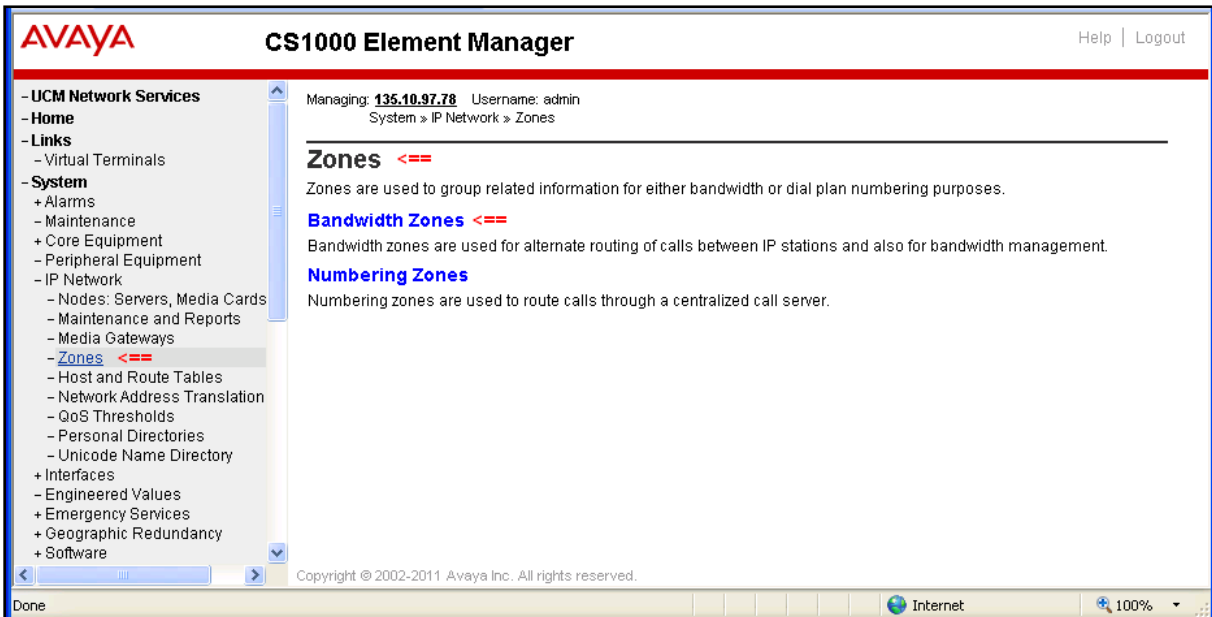 AVAYA
CS1000 Element Manager
Help | Logout
- UCM Network Services
- Home
- Links
- Virtual Terminals
- System
+ Alarms
- Maintenance
+ Core Equipment
- Peripheral Equipment
- IP Network
- Nodes: Servers, Media Cards
- Maintenance and Reports
- Media Gateways
- Zones <==
- Host and Route Tables
- Network Address Translation
- QoS Thresholds
- Personal Directories
- Unicode Name Directory
+ Interfaces
- Engineered Values
+ Emergency Services
+ Geographic Redundancy
+ Software
Managing: 135.10.97.78 Username: admin
System » IP Network » Zones
Zones <==
Zones are used to group related information for either bandwidth or dial plan numbering purposes.
Bandwidth Zones <==
Bandwidth zones are used for alternate routing of calls between IP stations and also for bandwidth management.
Numbering Zones
Numbering zones are used to route calls through a centralized call server.
Copyright © 2002-2011 Avaya Inc. All rights reserved.
Done
Internet
100%